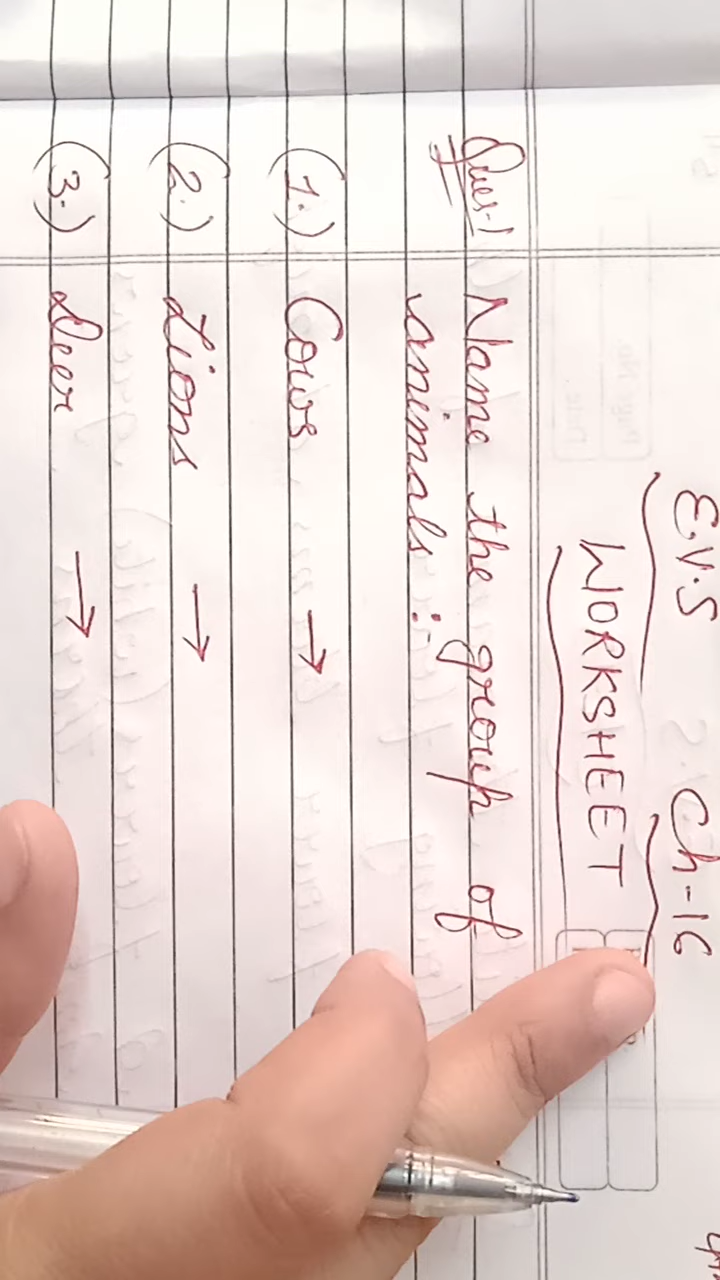 E.V.S Ch-16
WORKSHEET
Ques-1 Name the group of
animals :-
(1.) Cows →
(2.) Lions →
(3.) Deer →